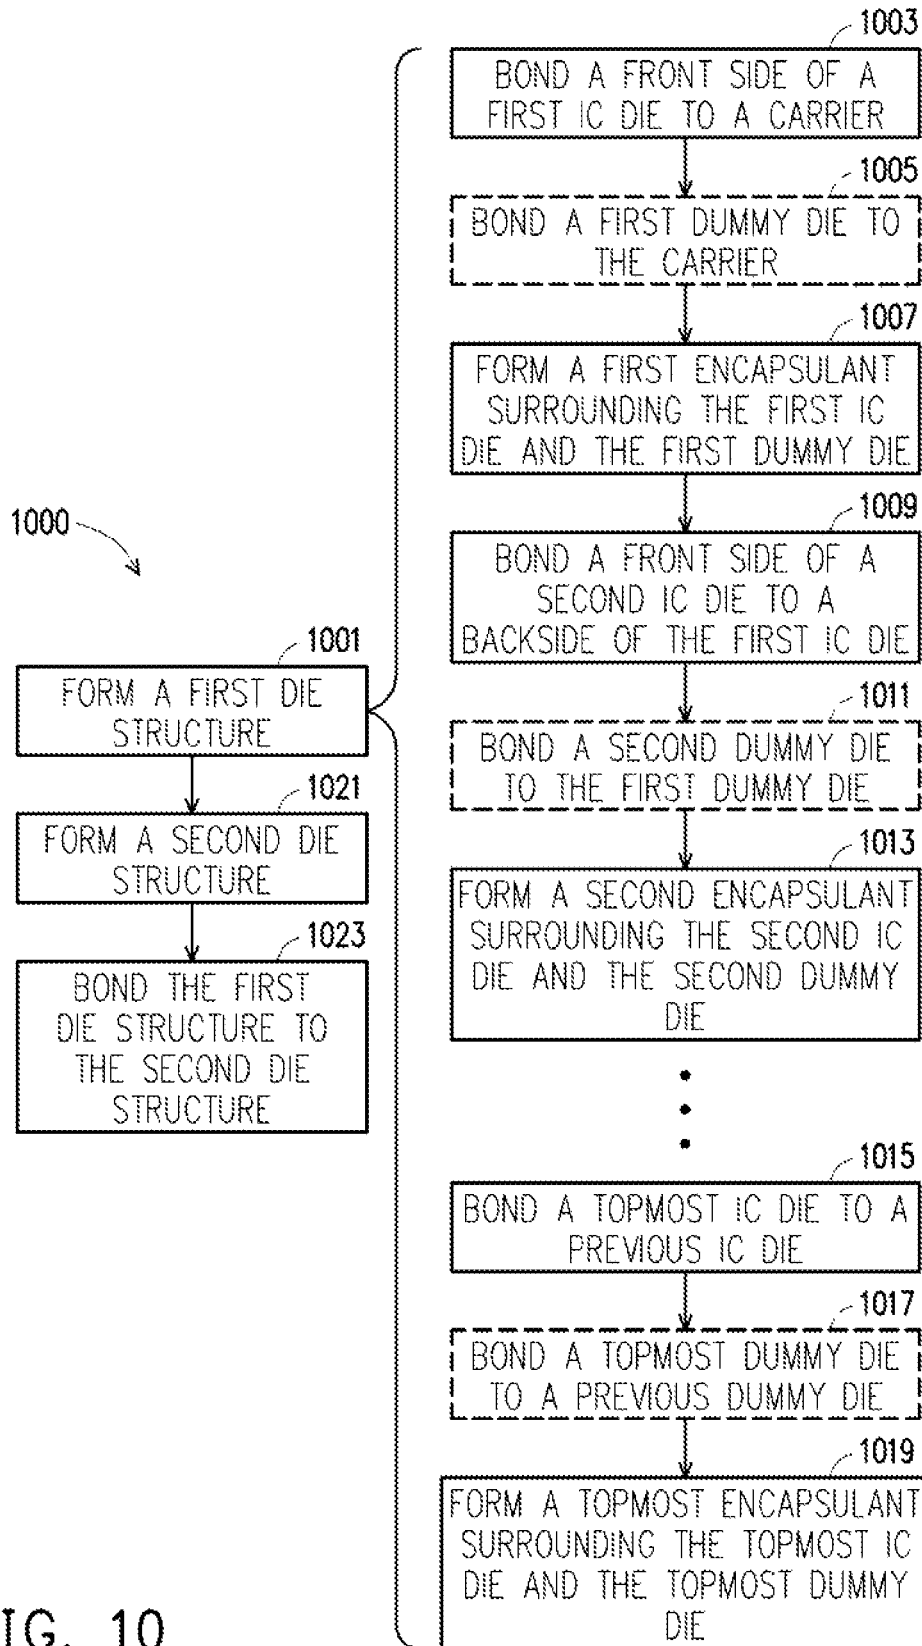 1000
1001
FORM A FIRST DIE
STRUCTURE
1021
FORM A SECOND DIE
STRUCTURE
1023
BOND THE FIRST
DIE STRUCTURE TO
THE SECOND DIE
STRUCTURE
1003
BOND A FRONT SIDE OF A
FIRST IC DIE TO A CARRIER
1005
BOND A FIRST DUMMY DIE TO
THE CARRIER
1007
FORM A FIRST ENCAPSULANT
SURROUNDING THE FIRST IC
DIE AND THE FIRST DUMMY DIE
1009
BOND A FRONT SIDE OF A
SECOND IC DIE TO A
BACKSIDE OF THE FIRST IC DIE
1011
BOND A SECOND DUMMY DIE
TO THE FIRST DUMMY DIE
1013
FORM A SECOND ENCAPSULANT
SURROUNDING THE SECOND IC
DIE AND THE SECOND DUMMY
DIE
1015
BOND A TOPMOST IC DIE TO A
PREVIOUS IC DIE
1017
BOND A TOPMOST DUMMY DIE
TO A PREVIOUS DUMMY DIE
1019
FORM A TOPMOST ENCAPSULANT
SURROUNDING THE TOPMOST IC
DIE AND THE TOPMOST DUMMY
DIE
IG. 10